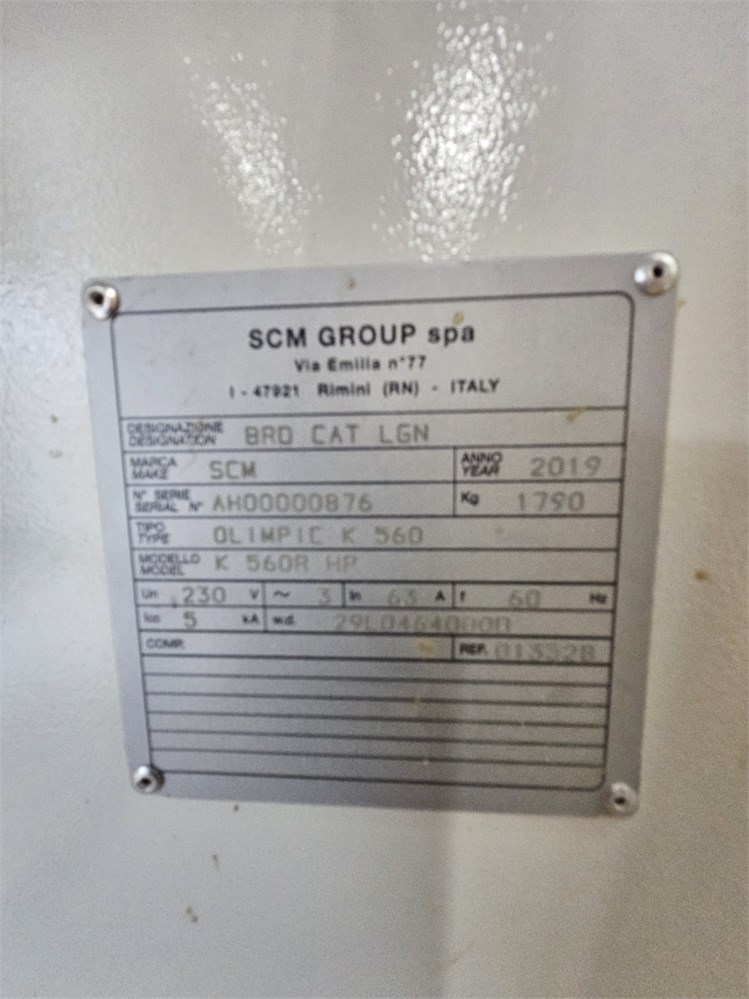 SCM GROUP spa
Via Emilia n°77
I - 47921 Rimini (RN) - ITALY
DESIGNAZIONE
DESIGNATION BRD CAT LGN
MARCA
MAKE SCM ANNO
YEAR 2019
N° SERIE
SERIAL N° AH00000876 Kg 1790
TIPO
TYPE OLIMPIC K 560
MODELLO
MODEL K 560R HP
Un 230 V ~ 3 In 63 A f 60 Hz
Icc 5 kA w.d. 29L0464000D
COMP. REF. 013328